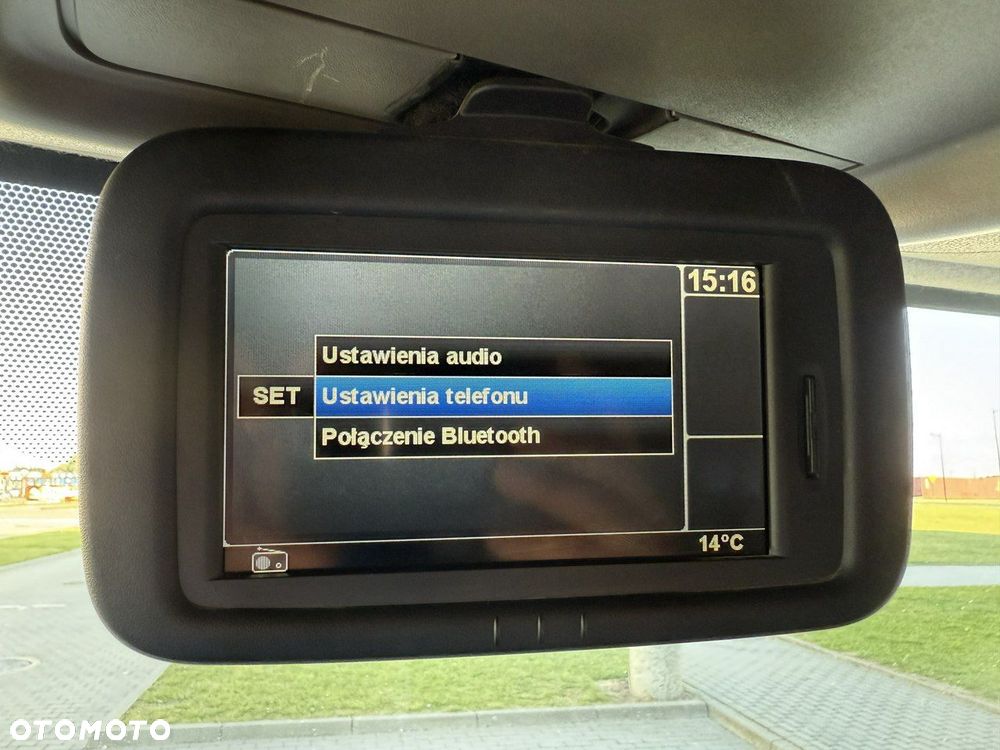 15:16
Ustawienia audio
SET
Ustawienia telefonu
Połączenie Bluetooth
14°C
OTOMOTO